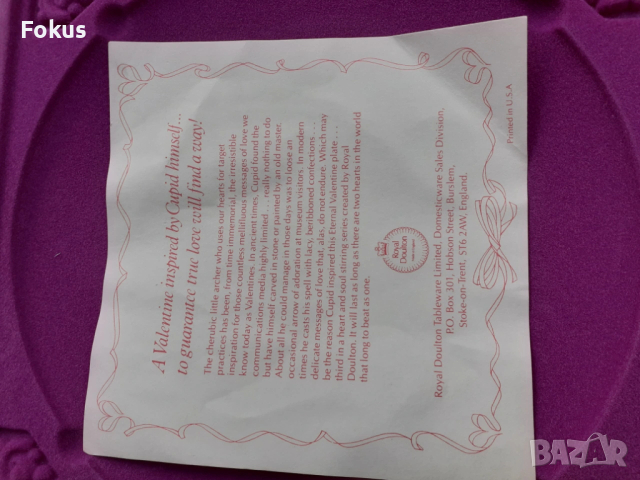 Fokus
A Valentine inspired by Cupid himself...
to guarantee true love will find a way!
The cherubic little archer who uses our hearts for target
practices has been, from time immemorial, the irresistible
inspiration for those countless mellifluous messages of love we
know today as Valentines. In ancient times, Cupid found the
communications media highly limited... really nothing to do
but have himself carved in stone or painted by an old master.
About all he could manage in those days was to loose an
occasional arrow of adoration at museum visitors. In modern
times he casts his spell with lacy, beribboned confections...
delicate messages of love that, alas, do not endure. Which may
be the reason Cupid inspired this Eternal Valentine plate...
third in a heart and soul stirring series created by Royal
Doulton. It will last as long as there are two hearts in the world
that long to beat as one.
Royal
Doulton
Royal Doulton Tableware Limited. Domesticware Sales Division.
P.O. Box 301, Hobson Street, Burslem,
Stoke-on-Trent, ST6 2AW, England.
Printed in U.S.A
BAZAR
bg